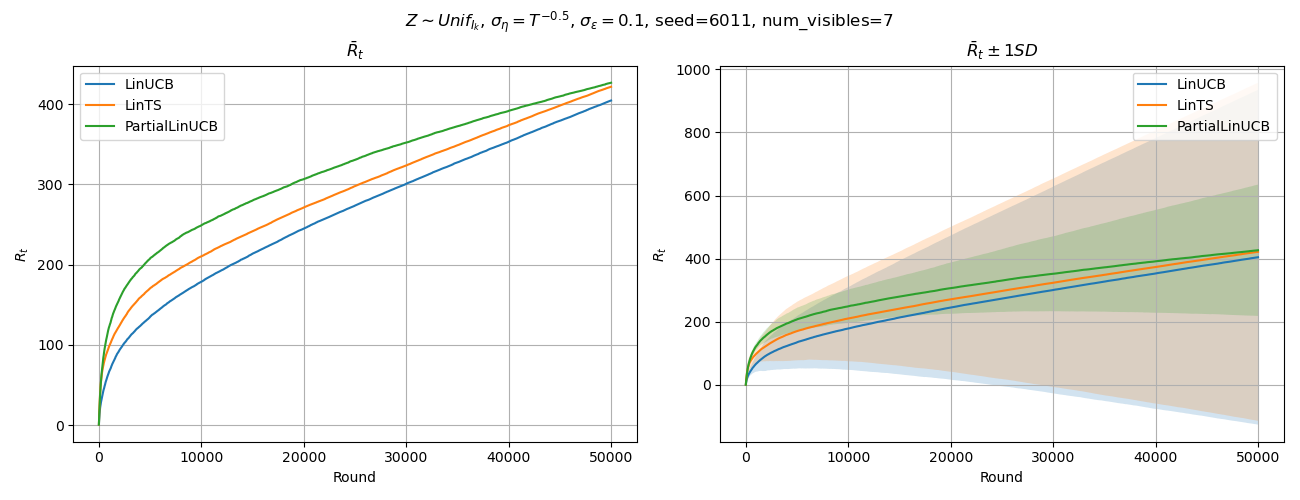 Z ~ Unif_{I_k}, σ_η = T^{-0.5}, σ_ε = 0.1, seed=6011, num_visibles=7
R̄_t
400
300
200
100
0
R_t
LinUCB
LinTS
PartialLinUCB
0 10000 20000 30000 40000 50000
Round
R̄_t ± 1SD
1000
800
600
400
200
0
R_t
LinUCB
LinTS
PartialLinUCB
0 10000 20000 30000 40000 50000
Round